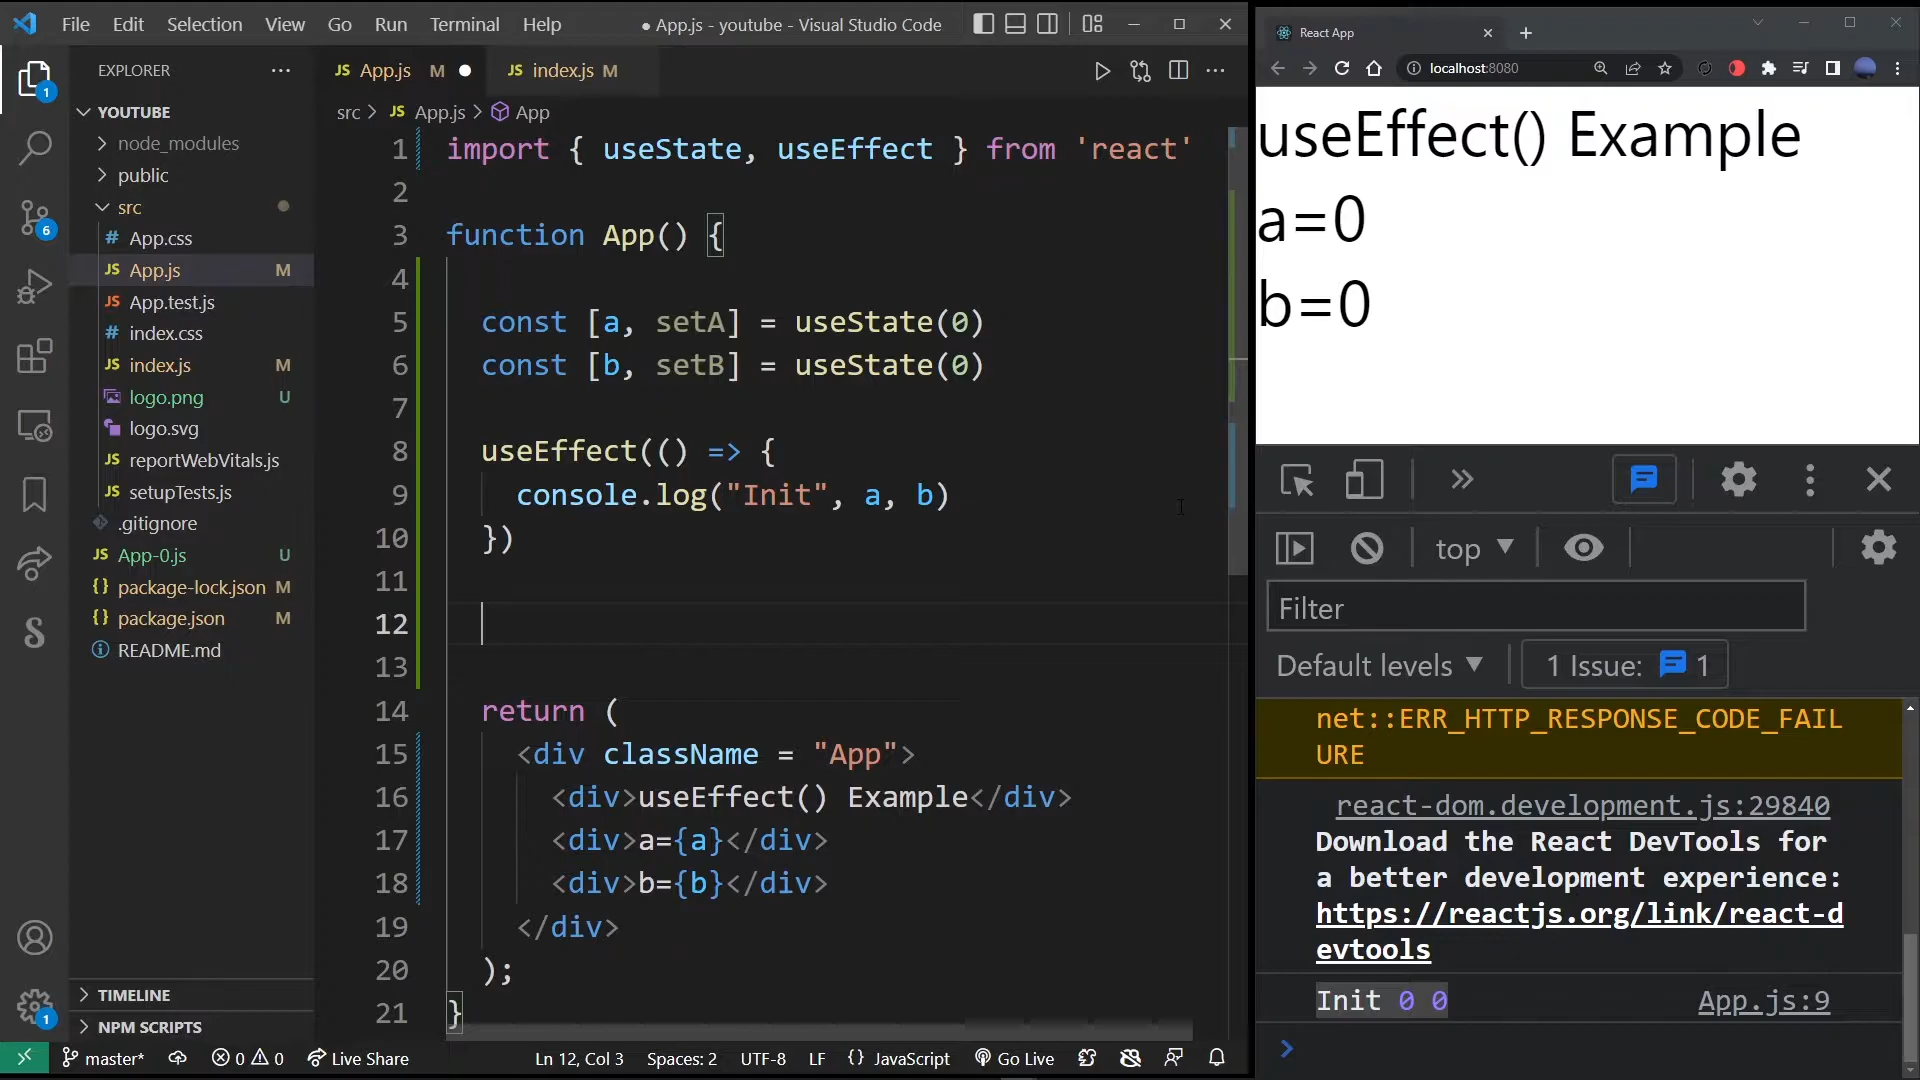 File Edit Selection View Go Run Terminal Help
● App.js - youtube - Visual Studio Code
EXPLORER
YOUTUBE
node_modules
public
src
# App.css
JS App.js M
JS App.test.js
# index.css
JS index.js M
logo.png U
logo.svg
JS reportWebVitals.js
JS setupTests.js
.gitignore
JS App-0.js U
{} package-lock.json M
{} package.json M
README.md
TIMELINE
NPM SCRIPTS
1
6
1
JS App.js M ●
JS index.js M
src > JS App.js > App
1 import { useState, useEffect } from 'react'
2
3 function App() {
4
5 const [a, setA] = useState(0)
6 const [b, setB] = useState(0)
7
8 useEffect(() => {
9 console.log("Init", a, b)
10 })
11
12
13
14 return (
15 <div className = "App">
16 <div>useEffect() Example</div>
17 <div>a={a}</div>
18 <div>b={b}</div>
19 </div>
20 );
21 }
master* 0 0 Live Share Ln 12, Col 3 Spaces: 2 UTF-8 LF {} JavaScript Go Live
React App
localhost:8080
useEffect() Example
a=0
b=0
top
Filter
Default levels 1 Issue: 1
net::ERR_HTTP_RESPONSE_CODE_FAIL
URE
react-dom.development.js:29840
Download the React DevTools for
a better development experience:
https://reactjs.org/link/react-d
evtools
Init 0 0 App.js:9